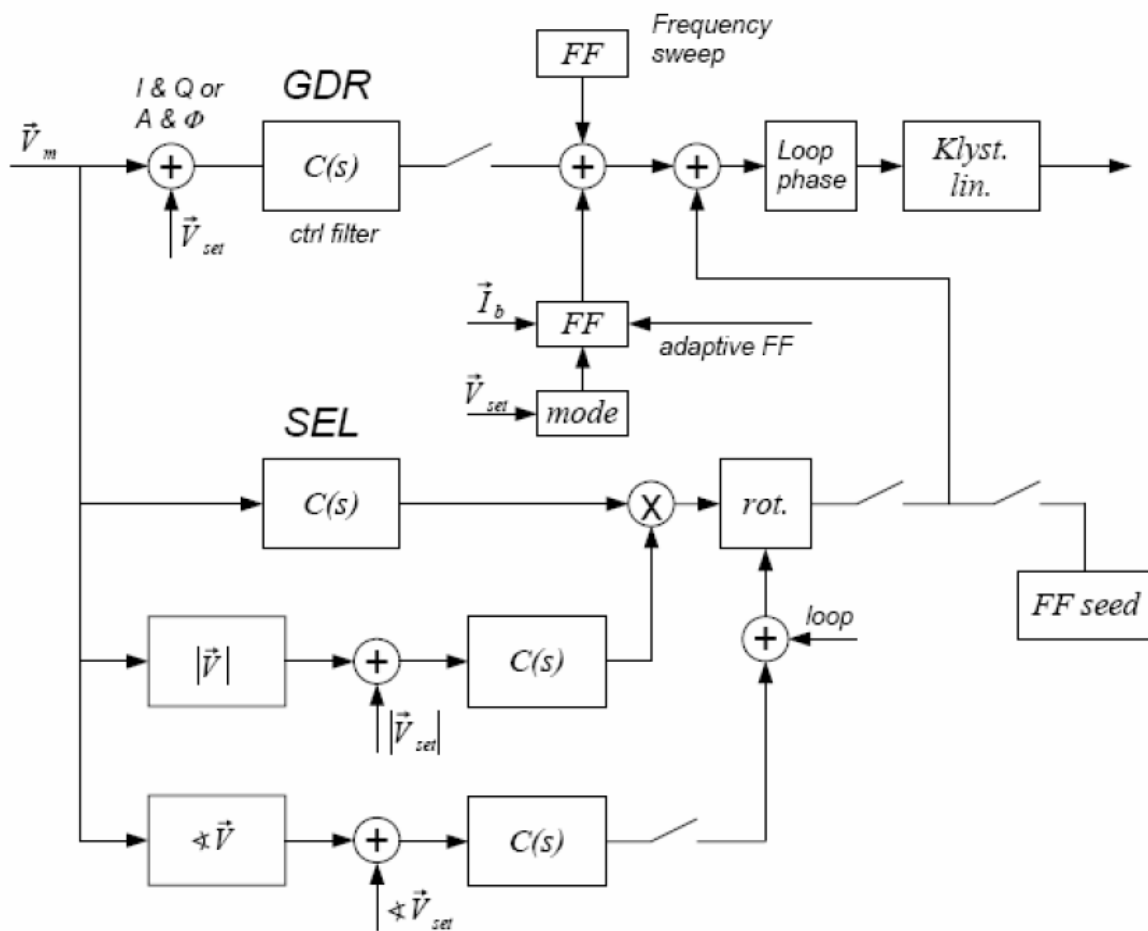 Frequency
sweep
FF
I & Q or
A & Φ
GDR
V⃗ m
+
C(s)
+
+
Loop
phase
Klyst.
lin.
V⃗ set
ctrl filter
I⃗ b
FF
adaptive FF
V⃗ set
mode
SEL
C(s)
X
rot.
FF seed
|V⃗|
+
C(s)
+
loop
|V⃗ set|
∢V⃗
+
C(s)
∢V⃗ set